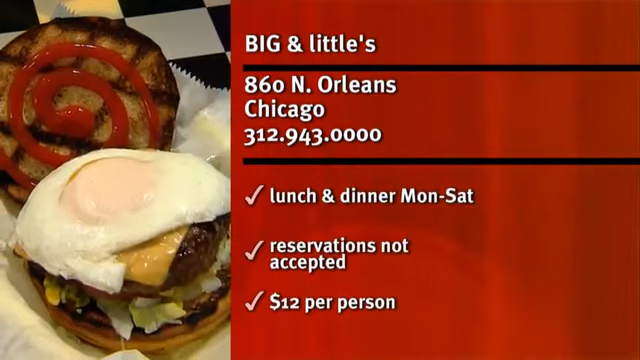 BIG & little's
860 N. Orleans
Chicago
312.943.0000
lunch & dinner Mon-Sat
reservations not
accepted
$12 per person